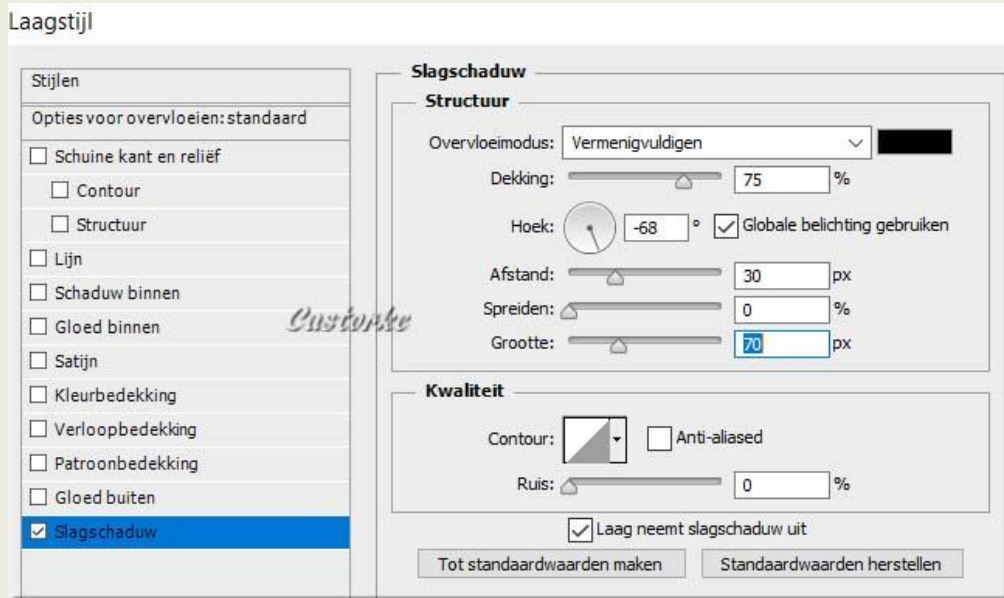 Laagstijl
Stijlen
Opties voor overvloeien: standaard
Schuine kant en reliëf
Contour
Structuur
Lijn
Schaduw binnen
Gloed binnen
Satijn
Kleurbedekking
Verloopbedekking
Patroonbedekking
Gloed buiten
Slagschaduw
Custorke
Slagschaduw
Structuur
Overvloeimodus: Vermenigvuldigen
Dekking: 75 %
Hoek: -68 ° Globale belichting gebruiken
Afstand: 30 px
Spreiden: 0 %
Grootte: 70 px
Kwaliteit
Contour: Anti-aliased
Ruis: 0 %
Laag neemt slagschaduw uit
Tot standaardwaarden maken Standaardwaarden herstellen